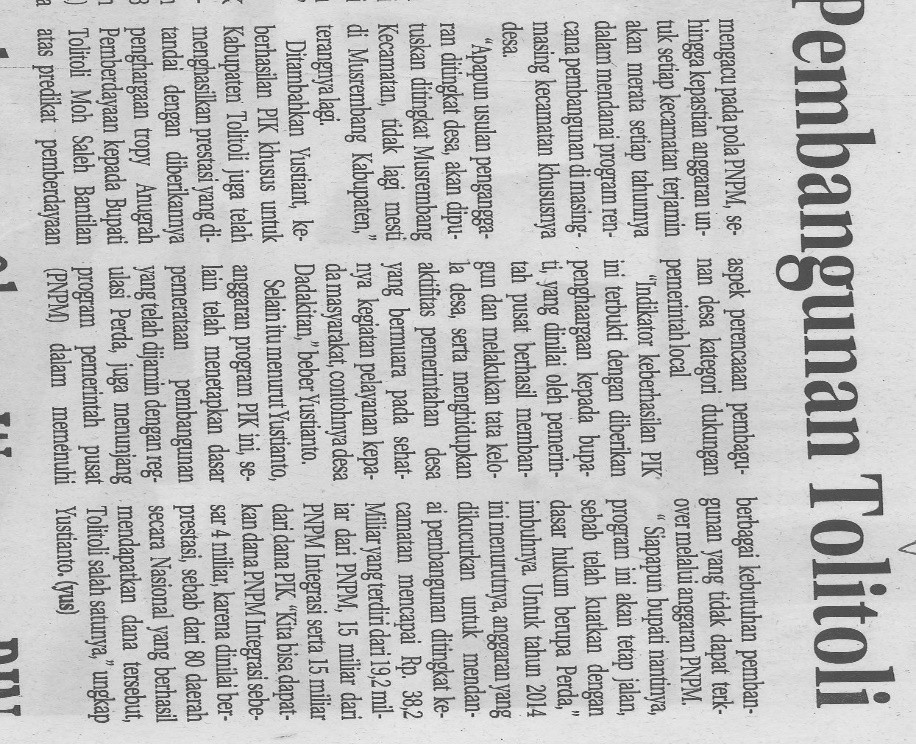 Pembangunan Tolitoli
mengacu pada pola PNPM, se-
hingga kepastian anggaran un-
tuk setiap kecamatan terjamin
akan merata setiap tahunnya
dalam mendanai program ren-
cana pembangunan di masing-
masing kecamatan khususnya
desa.
“Apapun usulan pengangga-
ran ditingkat desa, akan dipu-
tuskan ditingkat Musrembang
Kecamatan, tidak lagi mesti
di Musrembang Kabupaten,”
terangnya lagi.
Ditambahkan Yustiant, ke-
berhasilan PIK khusus untuk
Kabupaten Tolitoli juga telah
menghasilkan prestasi yang di-
tandai dengan diberikannya
penghargaan tropy Anugrah
Pemberdayaan kepada Bupati
Tolitoli Moh Saleh Bantilan
atas predikat pemberdayaan
aspek perencanaan pembagu-
nan desa kategori dukungan
pemerintah local.
“Indikator keberhasilan PIK
ini terbukti dengan diberikan
penghaargaan kepada bupa-
ti, yang dinilai oleh pemerin-
tah pusat berhasil memban-
gun dan melakukan tata kelo-
la desa, serta menghidupkan
aktifitas pemerintahan desa
yang bermuara pada sehat-
nya kegiatan pelayanan kepa-
da masyarakat, contohnya desa
Dadakitan,” beber Yustianto.
Selain itu menurut Yustianto,
anggaran program PIK ini, se-
lain telah menetapkan dasar
pemerataan pembangunan
yang telah dijamin dengan reg-
ulasi Perda, juga menunjang
program pemerintah pusat
(PNPM) dalam memenuhi
berbagai kebutuhan pemban-
gunan yang tidak dapat terk-
over melalui anggaran PNPM.
“ Siapapun bupati nantinya,
program ini akan tetap jalan,
sebab telah kuatkan dengan
dasar hukum berupa Perda,”
imbuhnya. Untuk tahun 2014
ini menurutnya, anggaran yang
dikucurkan untuk mendan-
ai pembangunan ditingkat ke-
camatan mencapai Rp. 38,2
Miliar yang terdiri dari 19,2 mil-
iar dari PNPM, 15 miliar dari
PNPM Integrasi serta 15 miliar
dari dana PIK. “Kita bisa dapat-
kan dana PNPM Integrasi sebe-
sar 4 miliar, karena dinilai ber-
prestasi, sebab dari 80 daerah
secara Nasional yang berhasil
mendapatkan dana tersebut,
Tolitoli salah satunya,” ungkap
Yustianto. (yus)